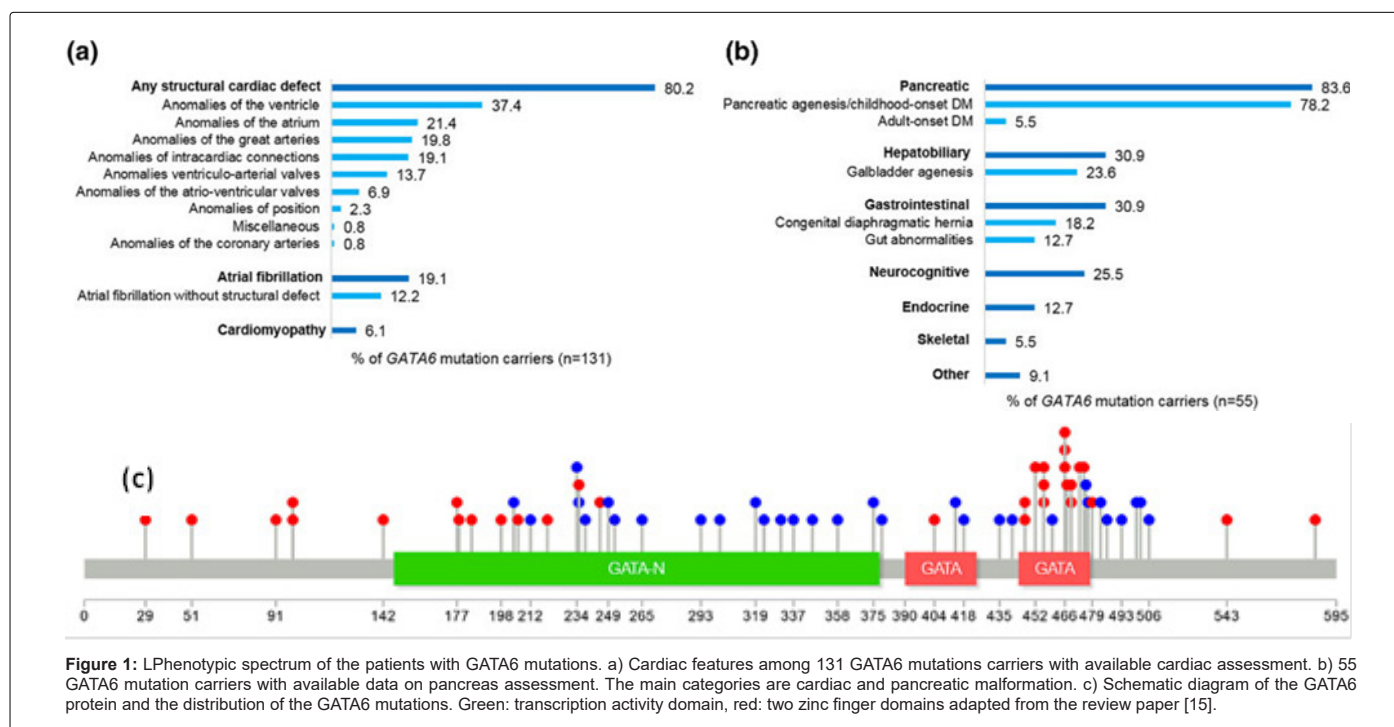 (a)
Any structural cardiac defect 80.2
Anomalies of the ventricle 37.4
Anomalies of the atrium 21.4
Anomalies of the great arteries 19.8
Anomalies of intracardiac connections 19.1
Anomalies ventriculo-arterial valves 13.7
Anomalies of the atrio-ventricular valves 6.9
Anomalies of position 2.3
Miscellaneous 0.8
Anomalies of the coronary arteries 0.8
Atrial fibrillation 19.1
Atrial fibrillation without structural defect 12.2
Cardiomyopathy 6.1
% of GATA6 mutation carriers (n=131)
(b)
Pancreatic 83.6
Pancreatic agenesis/childhood-onset DM 78.2
Adult-onset DM 5.5
Hepatobiliary 30.9
Galbladder agenesis 23.6
Gastrointestinal 30.9
Congenital diaphragmatic hernia 18.2
Gut abnormalities 12.7
Neurocognitive 25.5
Endocrine 12.7
Skeletal 5.5
Other 9.1
% of GATA6 mutation carriers (n=55)
(c)
GATA-N GATA GATA
0 29 51 91 142 177 198 212 234 249 265 293 319 337 358 375 390 404 418 435 452 466 479 493 506 543 595
Figure 1: LPhenotypic spectrum of the patients with GATA6 mutations. a) Cardiac features among 131 GATA6 mutations carriers with available cardiac assessment. b) 55
GATA6 mutation carriers with available data on pancreas assessment. The main categories are cardiac and pancreatic malformation. c) Schematic diagram of the GATA6
protein and the distribution of the GATA6 mutations. Green: transcription activity domain, red: two zinc finger domains adapted from the review paper [15].